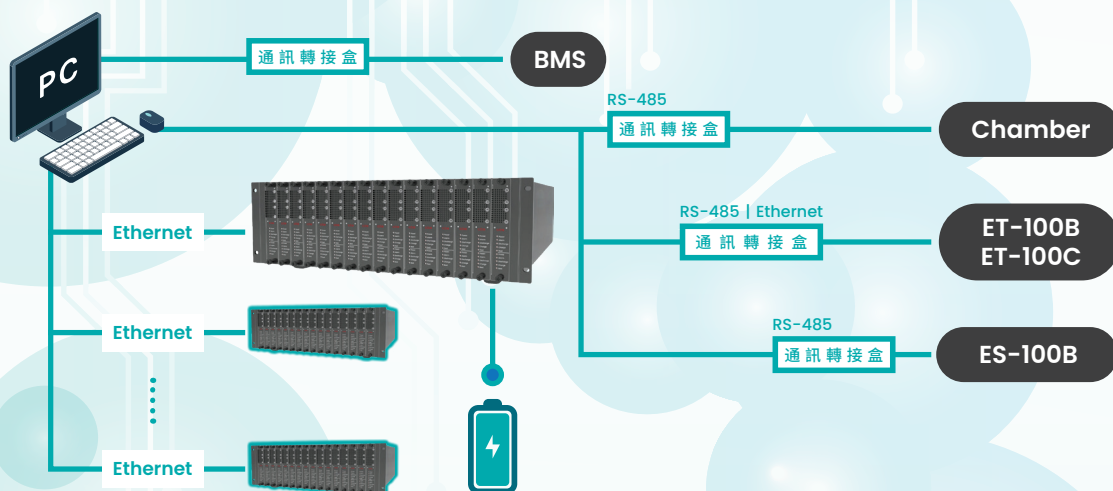 PC
通訊轉接盒
BMS
RS-485
通訊轉接盒
Chamber
RS-485 | Ethernet
通訊轉接盒
ET-100B
ET-100C
RS-485
通訊轉接盒
ES-100B
Ethernet
Ethernet
Ethernet